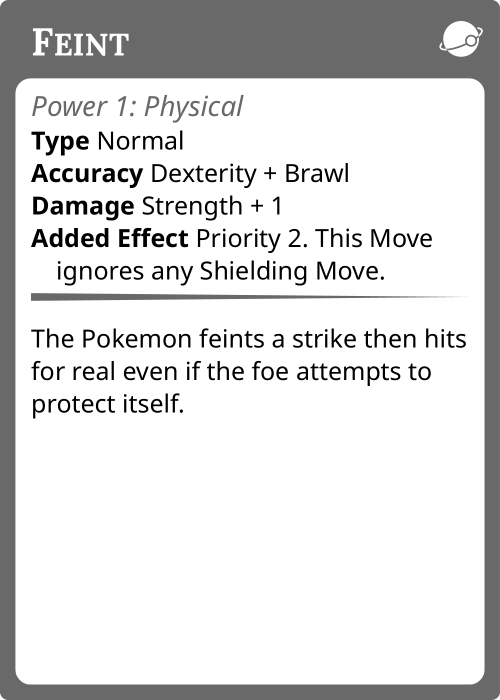 Feint
Power 1: Physical
Type Normal
Accuracy Dexterity + Brawl
Damage Strength + 1
Added Effect Priority 2. This Move
ignores any Shielding Move.
The Pokemon feints a strike then hits
for real even if the foe attempts to
protect itself.